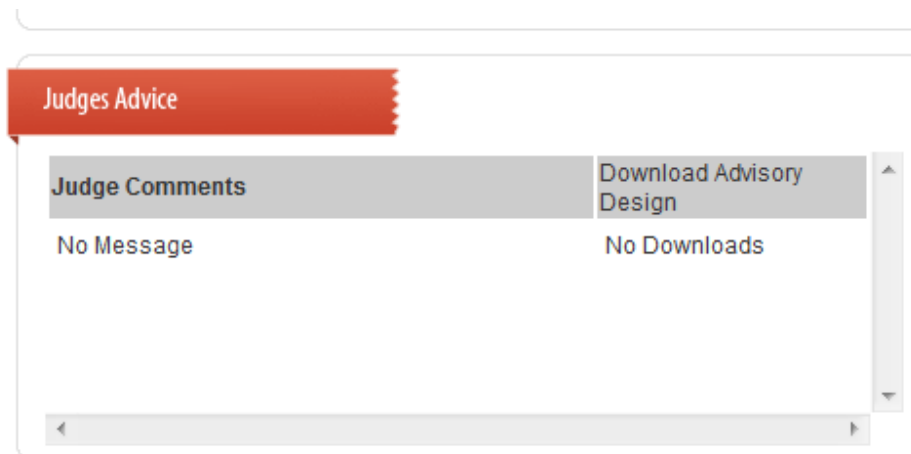 Judges Advice
Judge Comments
Download Advisory
Design
No Message
No Downloads